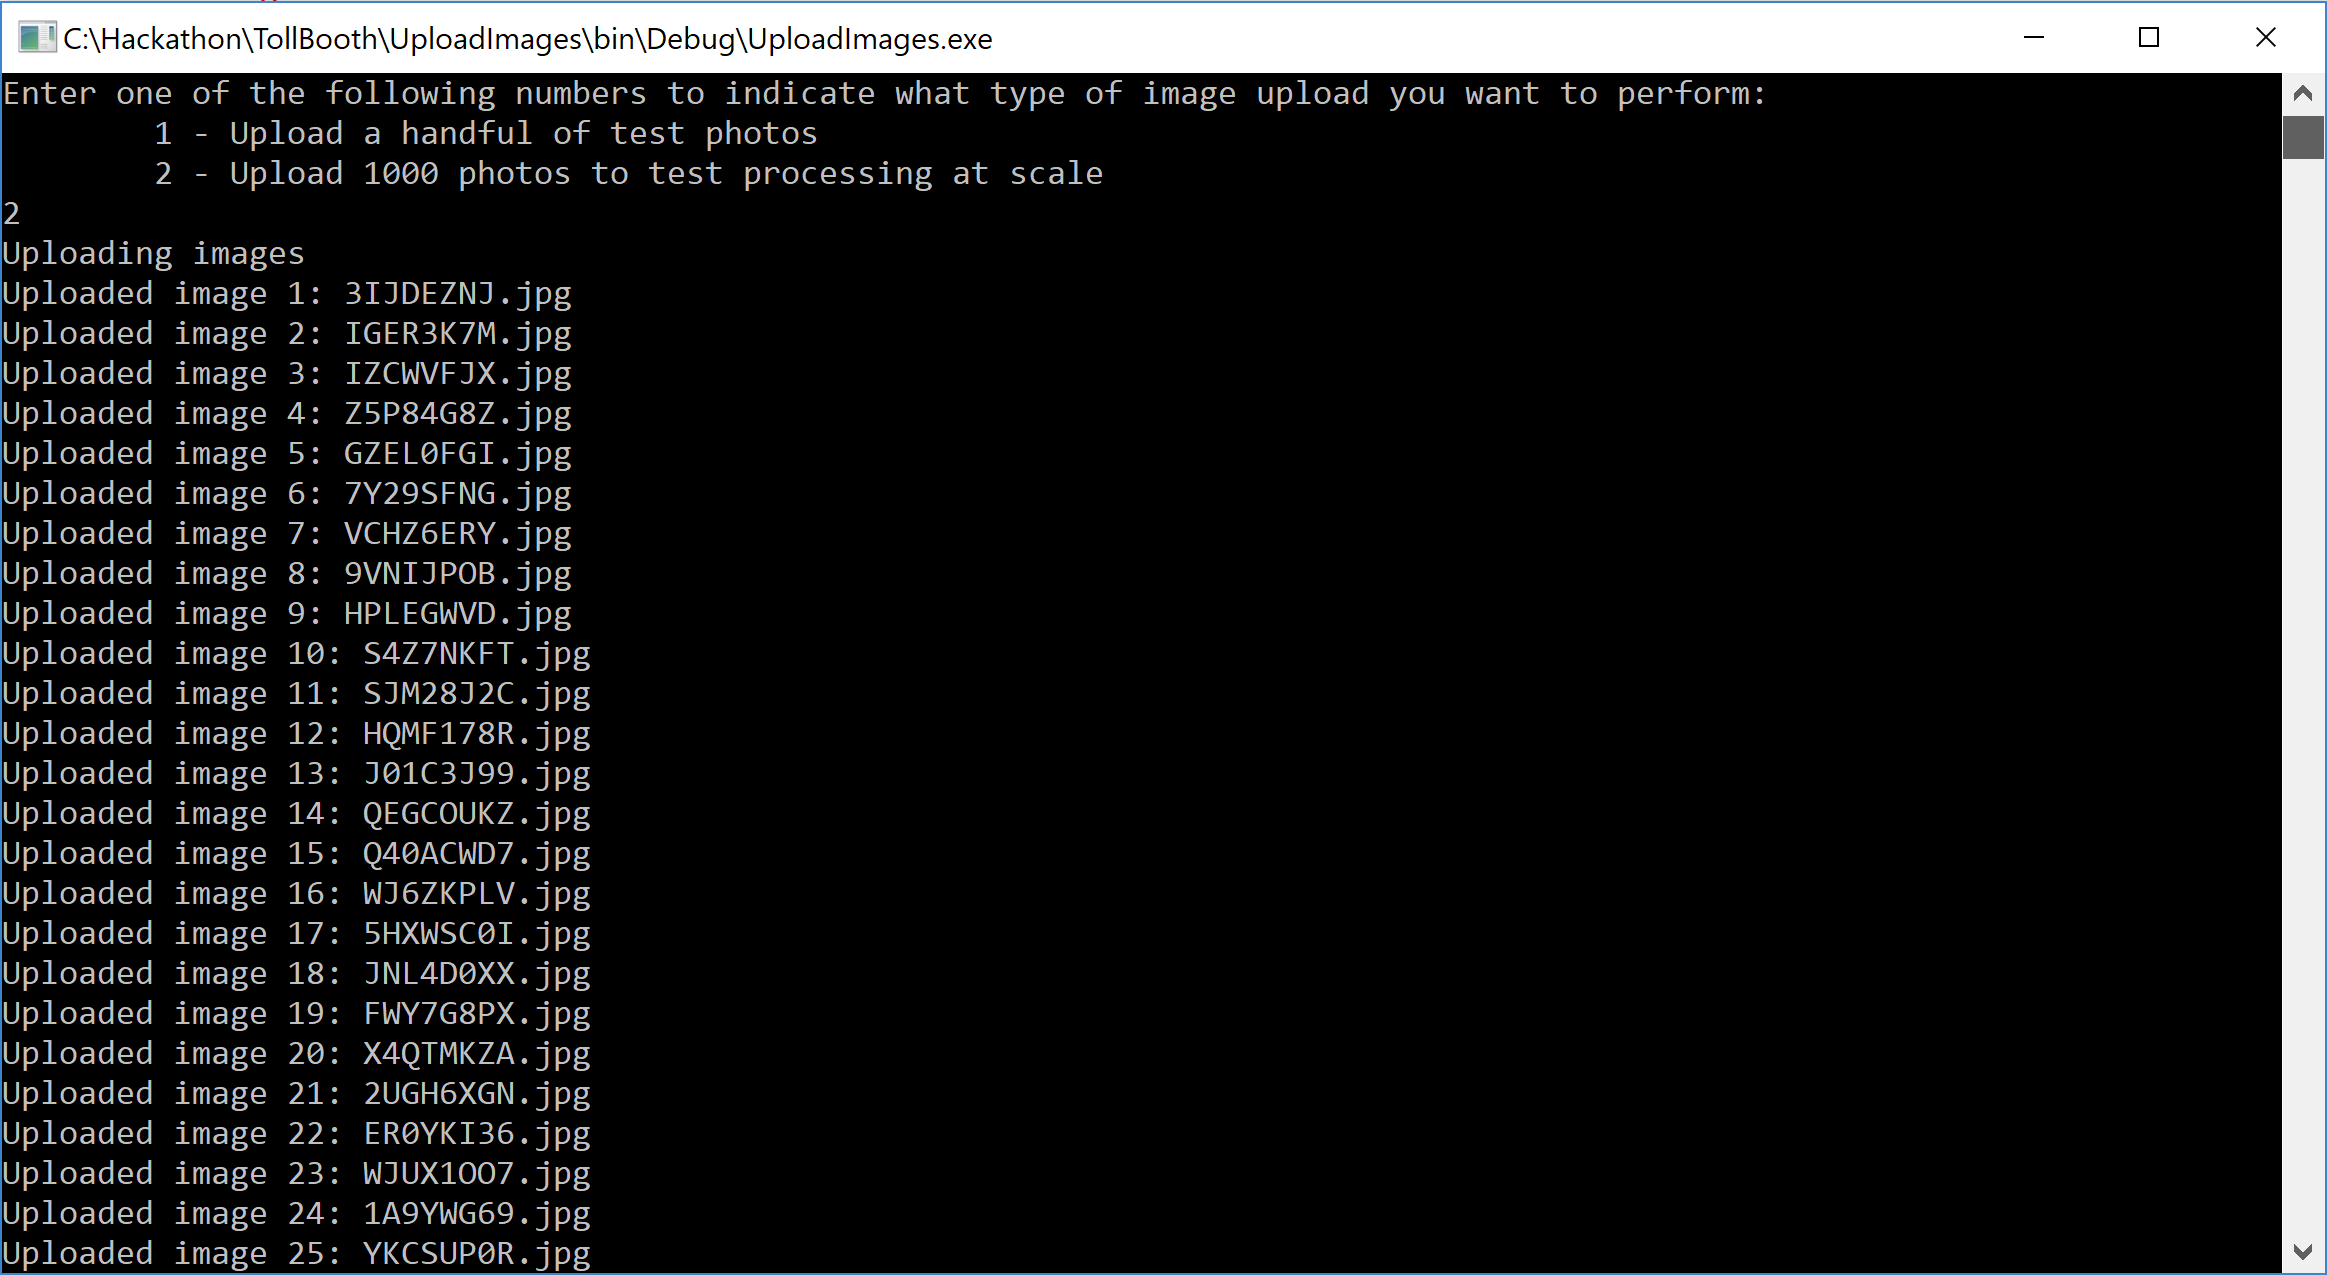 C:\Hackathon\TollBooth\UploadImages\bin\Debug\UploadImages.exe
Enter one of the following numbers to indicate what type of image upload you want to perform:
        1 - Upload a handful of test photos
        2 - Upload 1000 photos to test processing at scale
2
Uploading images
Uploaded image 1: 3IJDEZNJ.jpg
Uploaded image 2: IGER3K7M.jpg
Uploaded image 3: IZCWVFJX.jpg
Uploaded image 4: Z5P84G8Z.jpg
Uploaded image 5: GZEL0FGI.jpg
Uploaded image 6: 7Y29SFNG.jpg
Uploaded image 7: VCHZ6ERY.jpg
Uploaded image 8: 9VNIJPOB.jpg
Uploaded image 9: HPLEGWVD.jpg
Uploaded image 10: S4Z7NKFT.jpg
Uploaded image 11: SJM28J2C.jpg
Uploaded image 12: HQMF178R.jpg
Uploaded image 13: J01C3J99.jpg
Uploaded image 14: QEGCOUKZ.jpg
Uploaded image 15: Q40ACWD7.jpg
Uploaded image 16: WJ6ZKPLV.jpg
Uploaded image 17: 5HXWSC0I.jpg
Uploaded image 18: JNL4D0XX.jpg
Uploaded image 19: FWY7G8PX.jpg
Uploaded image 20: X4QTMKZA.jpg
Uploaded image 21: 2UGH6XGN.jpg
Uploaded image 22: ER0YKI36.jpg
Uploaded image 23: WJUX1OO7.jpg
Uploaded image 24: 1A9YWG69.jpg
Uploaded image 25: YKCSUP0R.jpg